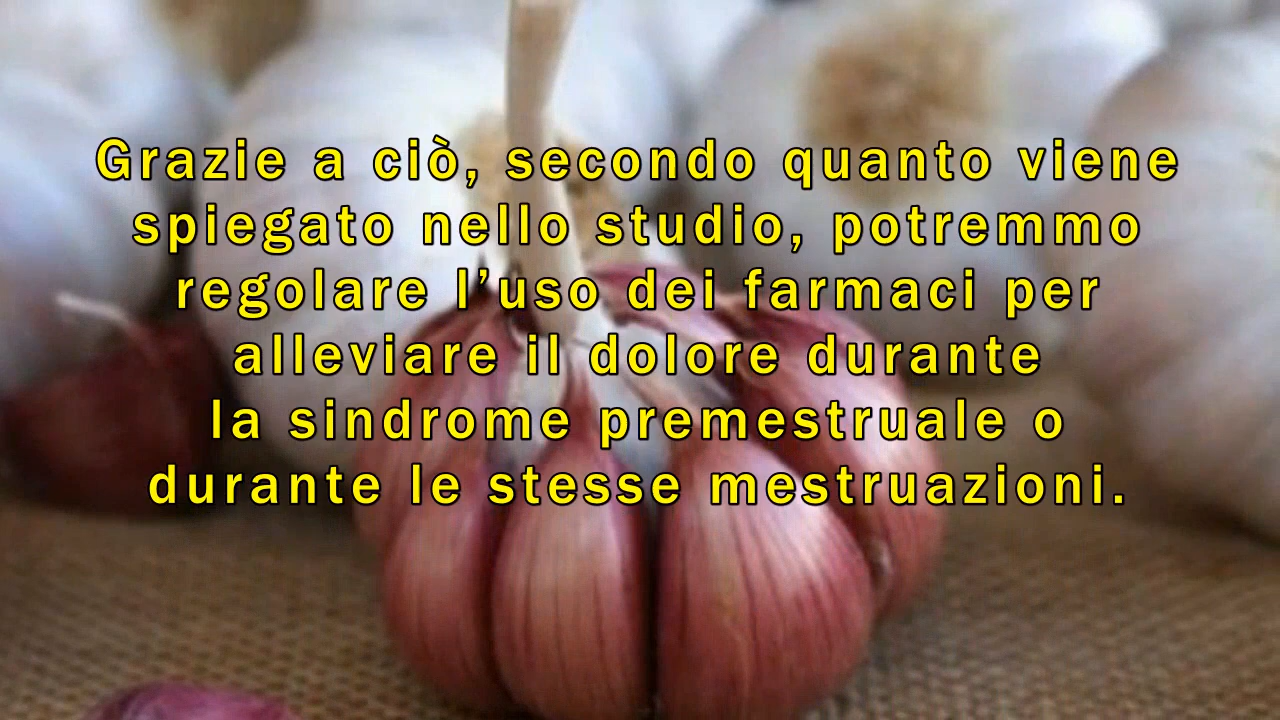 Grazie a ciò, secondo quanto viene
spiegato nello studio, potremmo
regolare l’uso dei farmaci per
alleviare il dolore durante
la sindrome premestruale o
durante le stesse mestruazioni.